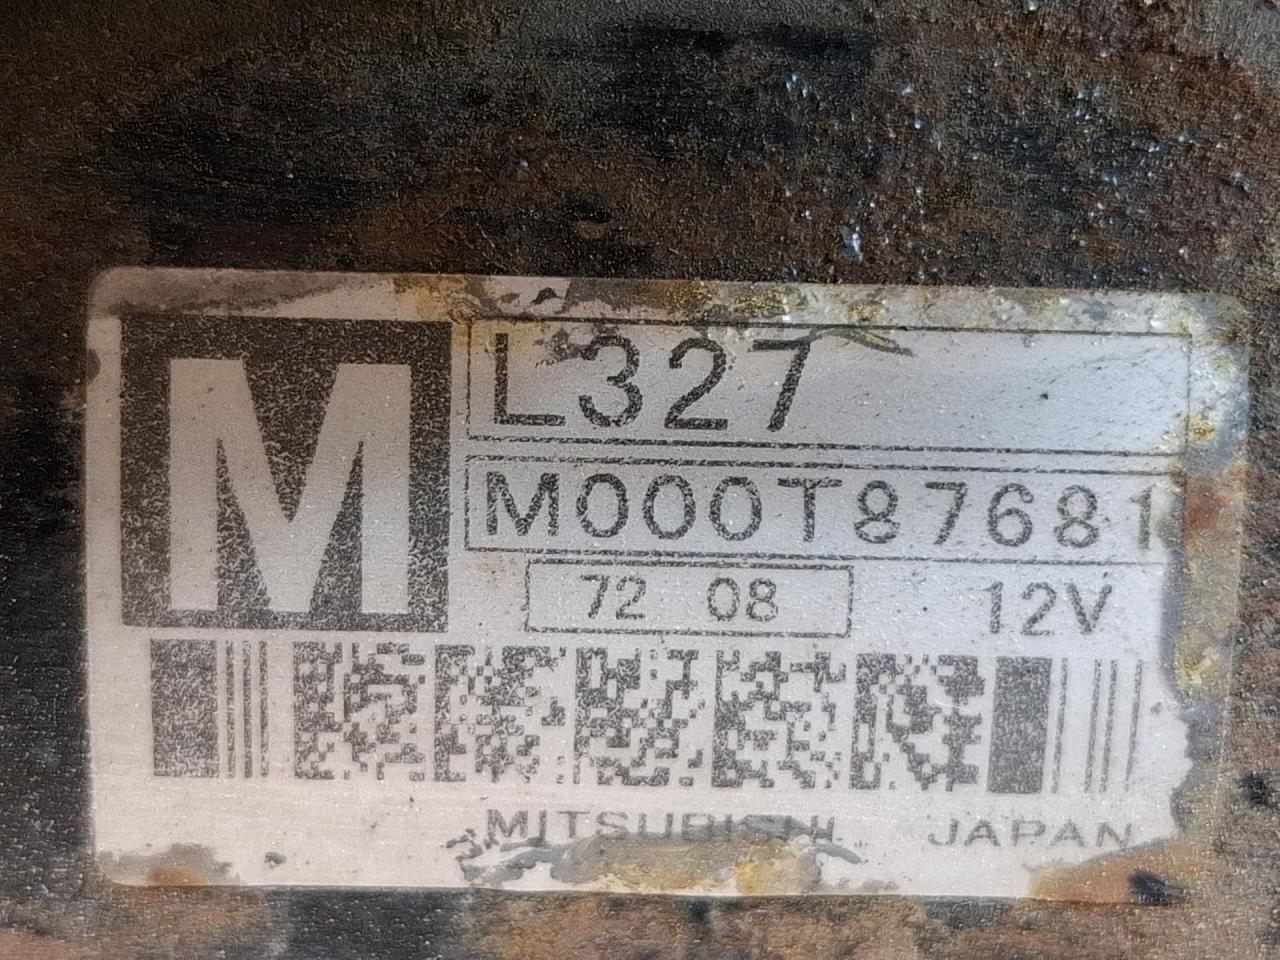 M
L327
M000T87681
72 08
12V
MITSUBISHI JAPAN